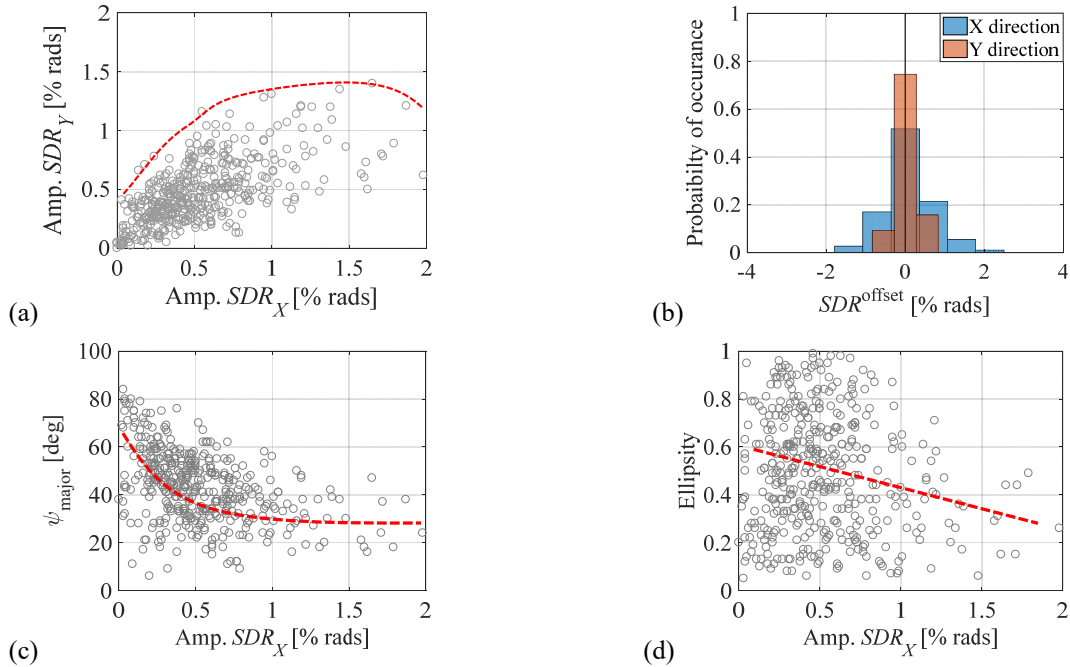 2
1.5
1
0.5
0
0 0.5 1 1.5 2
Amp. SDR_Y [% rads]
Amp. SDR_X [% rads]
(a)
1
0.8
0.6
0.4
0.2
0
-4 -2 0 2 4
X direction
Y direction
Probaibilty of occurance
SDR^offset [% rads]
(b)
100
80
60
40
20
0
0 0.5 1 1.5 2
ψ_major [deg]
Amp. SDR_X [% rads]
(c)
1
0.8
0.6
0.4
0.2
0
0 0.5 1 1.5 2
Ellipsity
Amp. SDR_X [% rads]
(d)